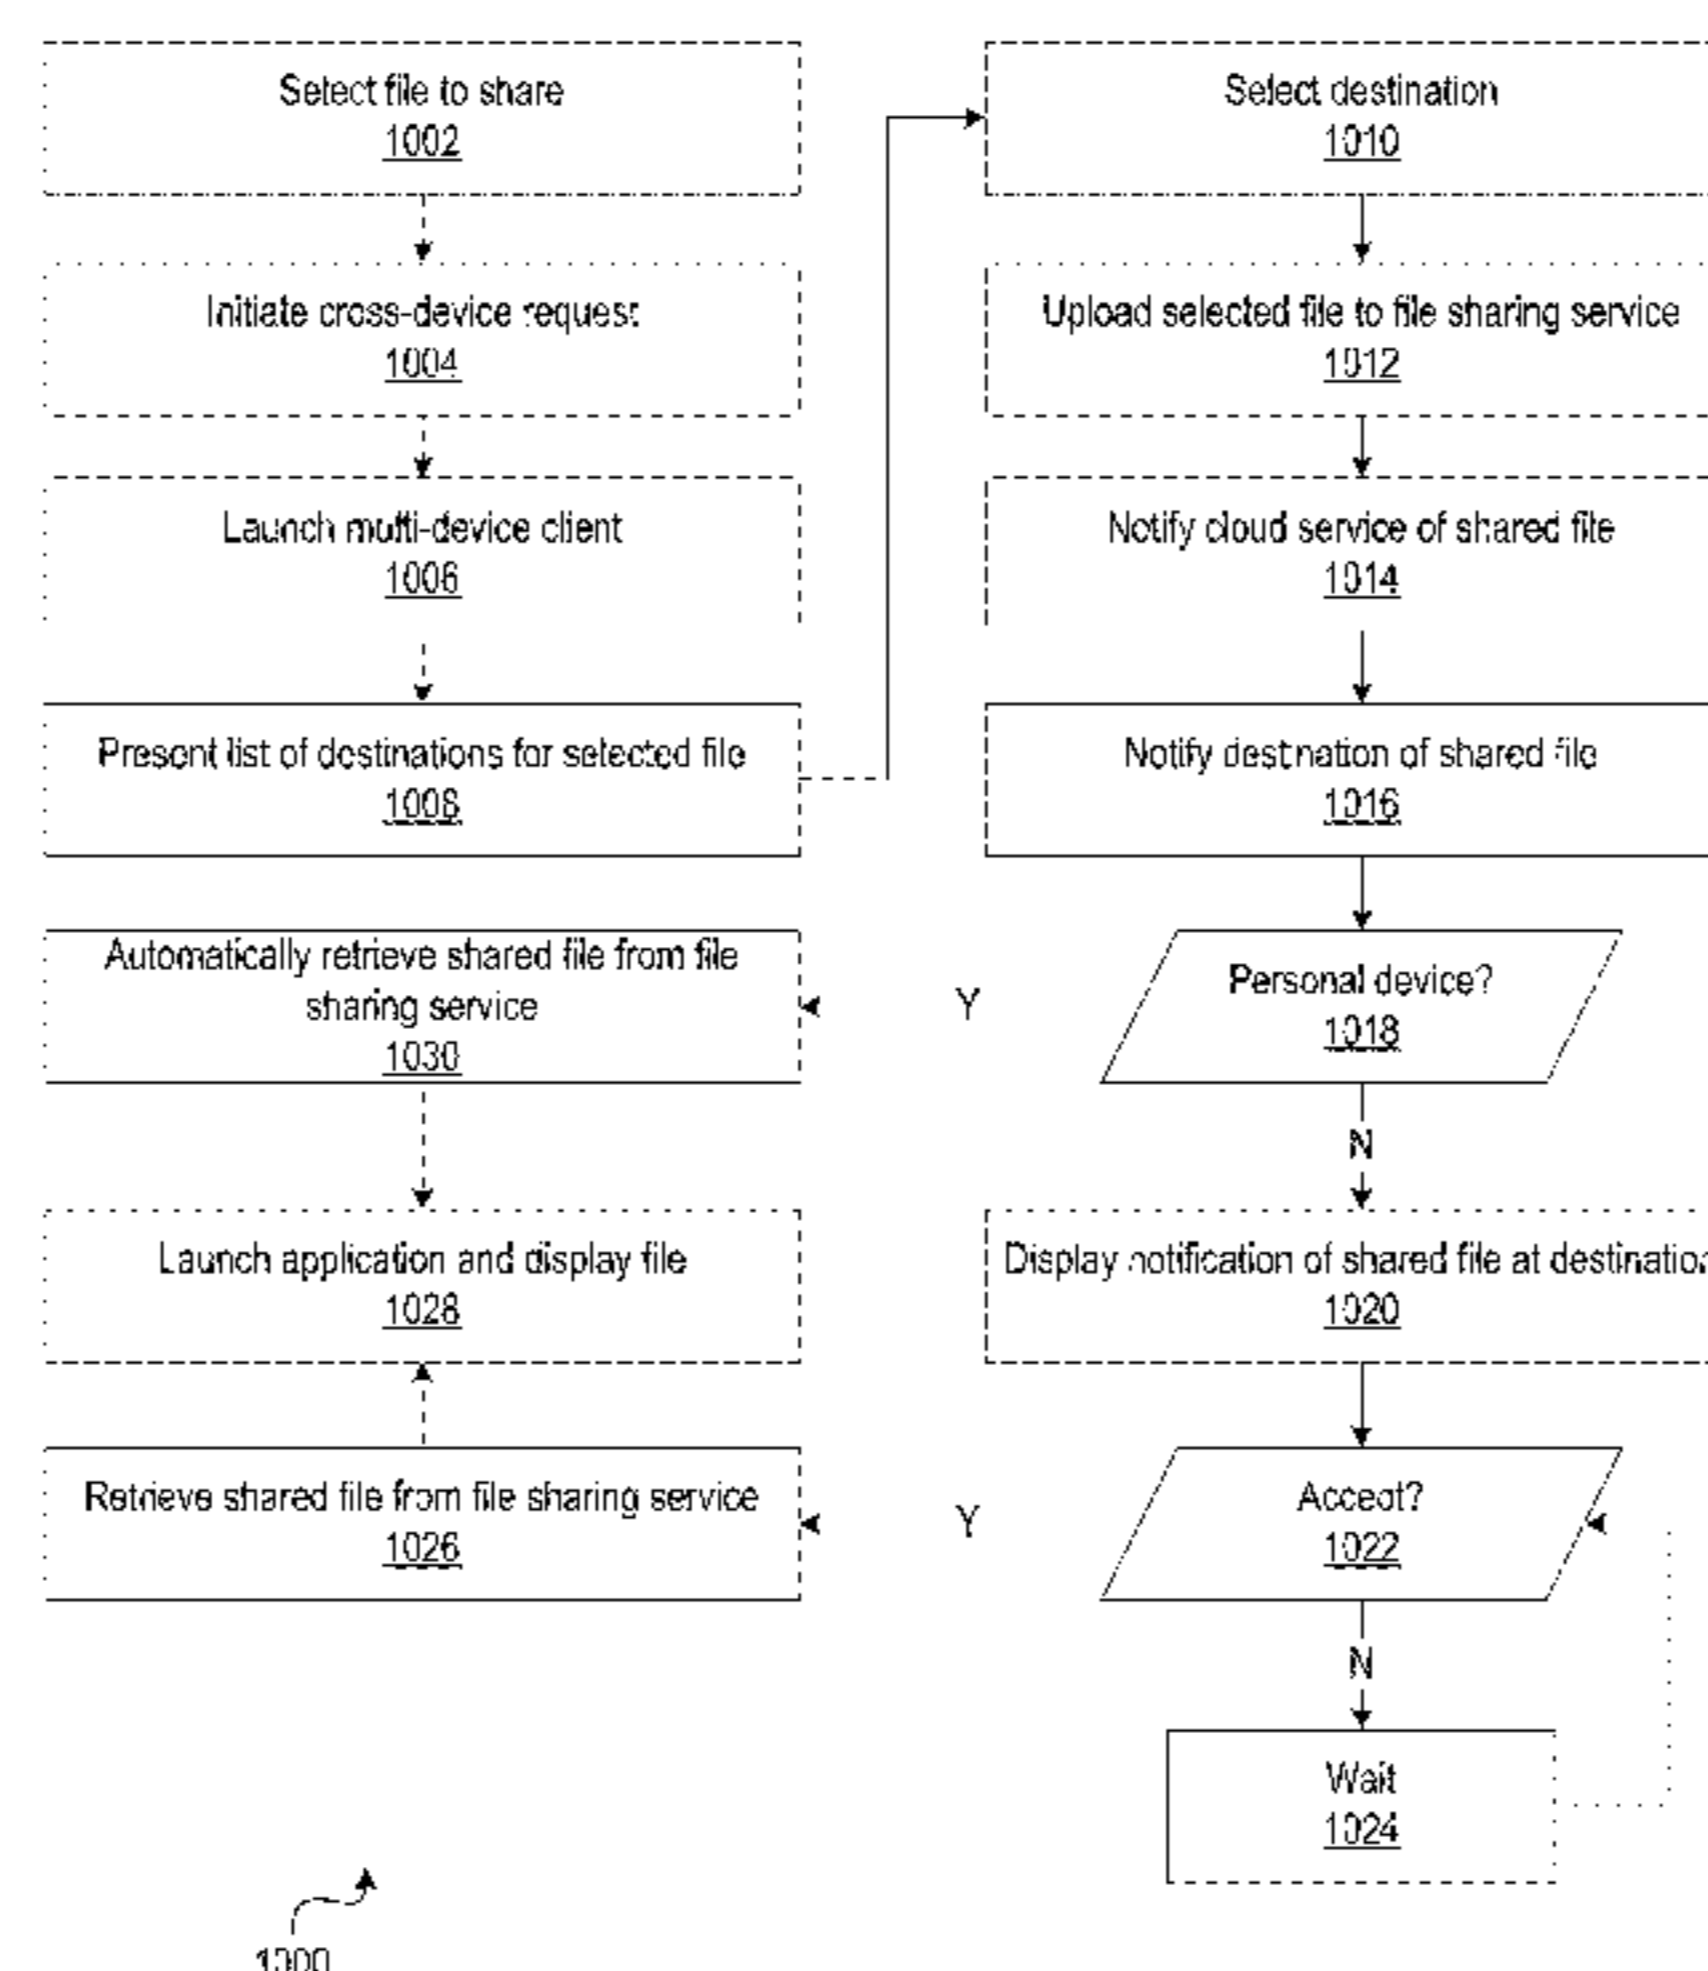 Select file to share
1002
Initiate cross-device request
1004
Launch multi-device client
1006
Present list of destinations for selected file
1008
Select destination
1010
Upload selected file to file sharing service
1012
Notify cloud service of shared file
1014
Notify destination of shared file
1016
Personal device?
1018
Y
N
Automatically retrieve shared file from file
sharing service
1030
Launch application and display file
1028
Display notification of shared file at destination
1020
Accept?
1022
Y
N
Retrieve shared file from file sharing service
1026
Wait
1024
1000